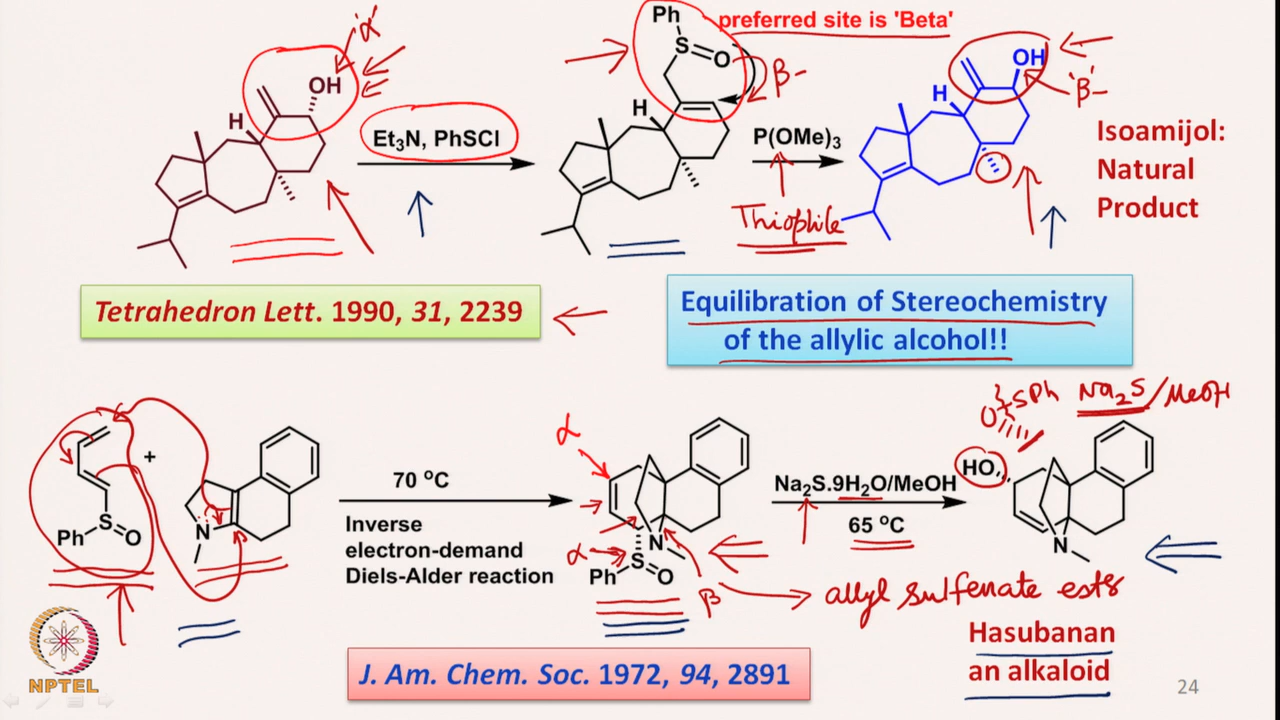 Ph
preferred site is 'Beta'
'α'
S
O
OH
OH
β-
'β'-
H
H
H
Et₃N, PhSCl
P(OMe)₃
Isoamijol:
Natural
Product
Thiophile
Tetrahedron Lett. 1990, 31, 2239
Equilibration of Stereochemistry
of the allylic alcohol!!
O SPh
Na₂S/MeOH
α
+
HO
70 °C
Na₂S.9H₂O/MeOH
65 °C
Inverse
electron-demand
Diels-Alder reaction
S
Ph
O
N
α
N
S
Ph
O
N
β
allyl sulfenate ester
Hasubanan
an alkaloid
J. Am. Chem. Soc. 1972, 94, 2891
NPTEL
24